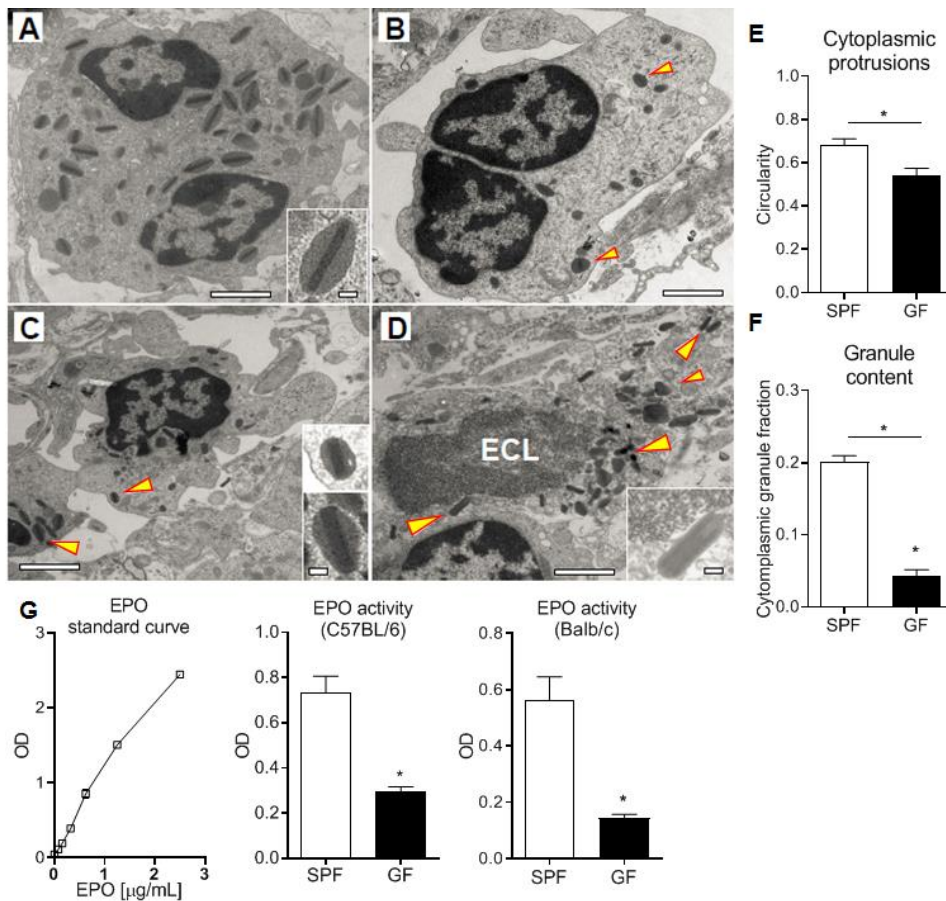 A
B
C
D
ECL
E
Cytoplasmic
protrusions
1.0
0.8
0.6
0.4
0.2
0.0
Circularity
*
SPF
GF
F
Granule
content
0.3
0.2
0.1
0.0
Cytomplasmic granule fraction
*
*
SPF
GF
G
EPO
standard curve
3
2
1
0
OD
0
1
2
3
EPO [µg/mL]
EPO activity
(C57BL/6)
1.0
0.8
0.6
0.4
0.2
0.0
OD
*
SPF
GF
EPO activity
(Balb/c)
0.8
0.6
0.4
0.2
0.0
OD
*
SPF
GF